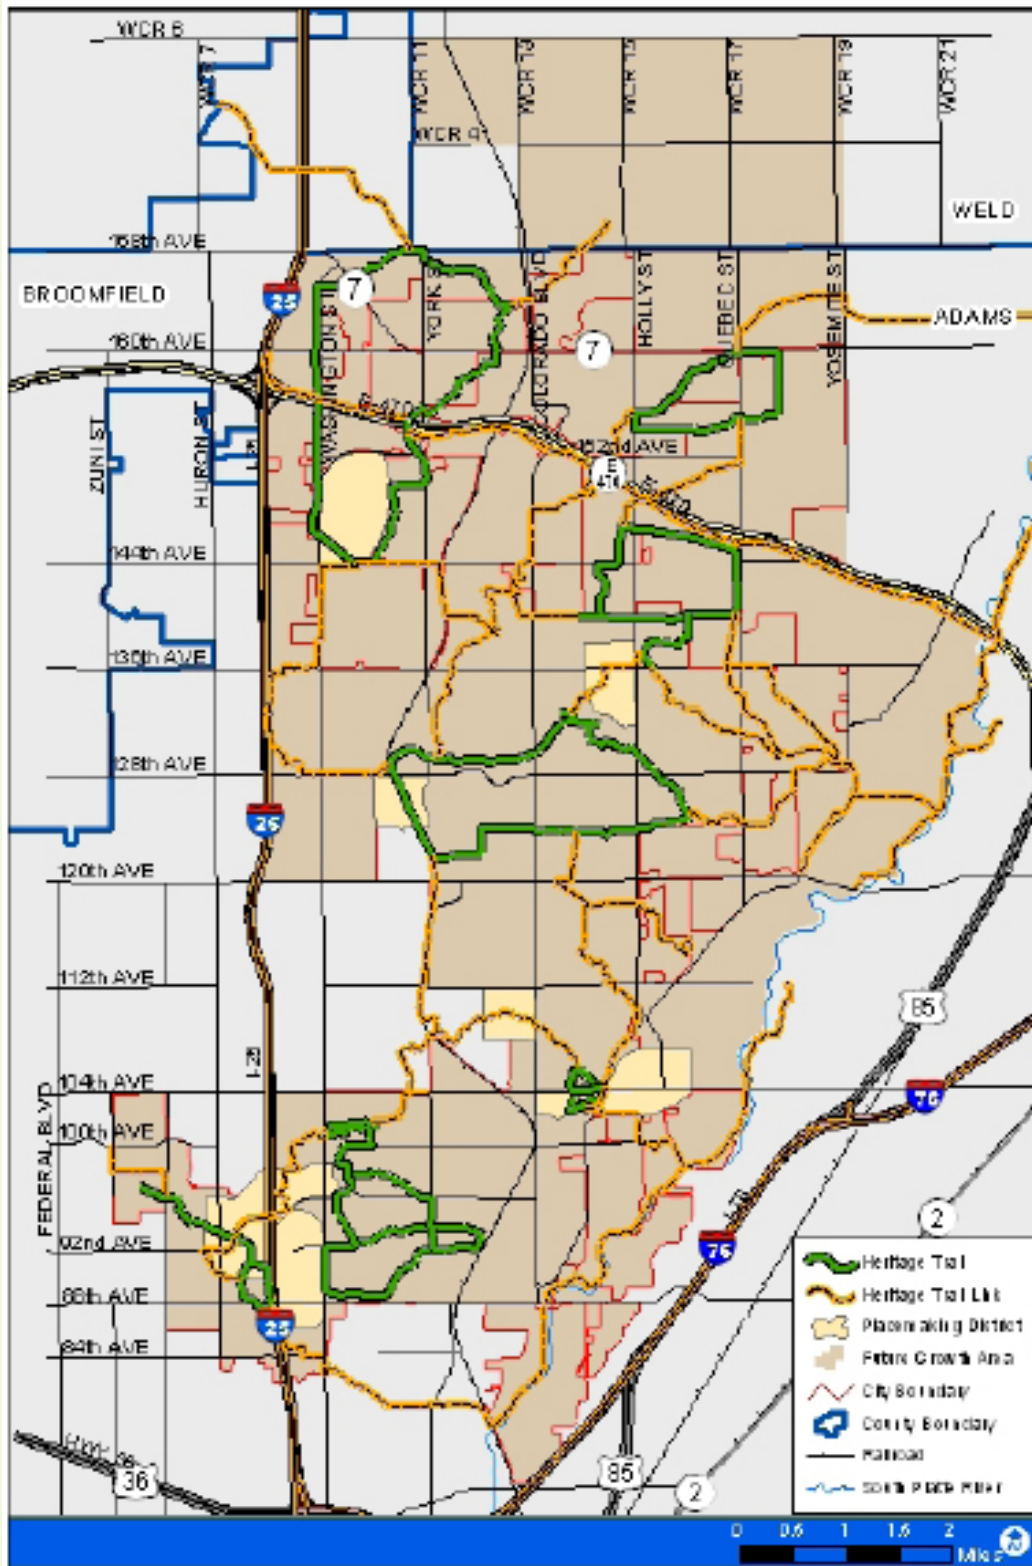 WCR 6
WCR 7
WCR 11
WCR 13
WCR 15
WCR 17
WCR 19
WCR 21
WCR 4
WELD
168th AVE
BROOMFIELD
25
7
YORK S
COLORADO BLVD
HOLLY ST
YOSEMITE ST
ADAMS
160th AVE
7
WASHINGTON ST
E-470
152nd AVE
ZUNI ST
HURON ST
I-25
E
470
E-470
144th AVE
136th AVE
128th AVE
120th AVE
112th AVE
85
I-25
104th AVE
76
FEDERAL BLVD
100th AVE
I-76
2
92nd AVE
76
88th AVE
25
84th AVE
36
85
2
Heritage Trail
Heritage Trail Link
Placemaking District
Future Growth Area
City Boundary
County Boundary
Railroad
South Platte River
0 0.5 1 1.5 2
Miles